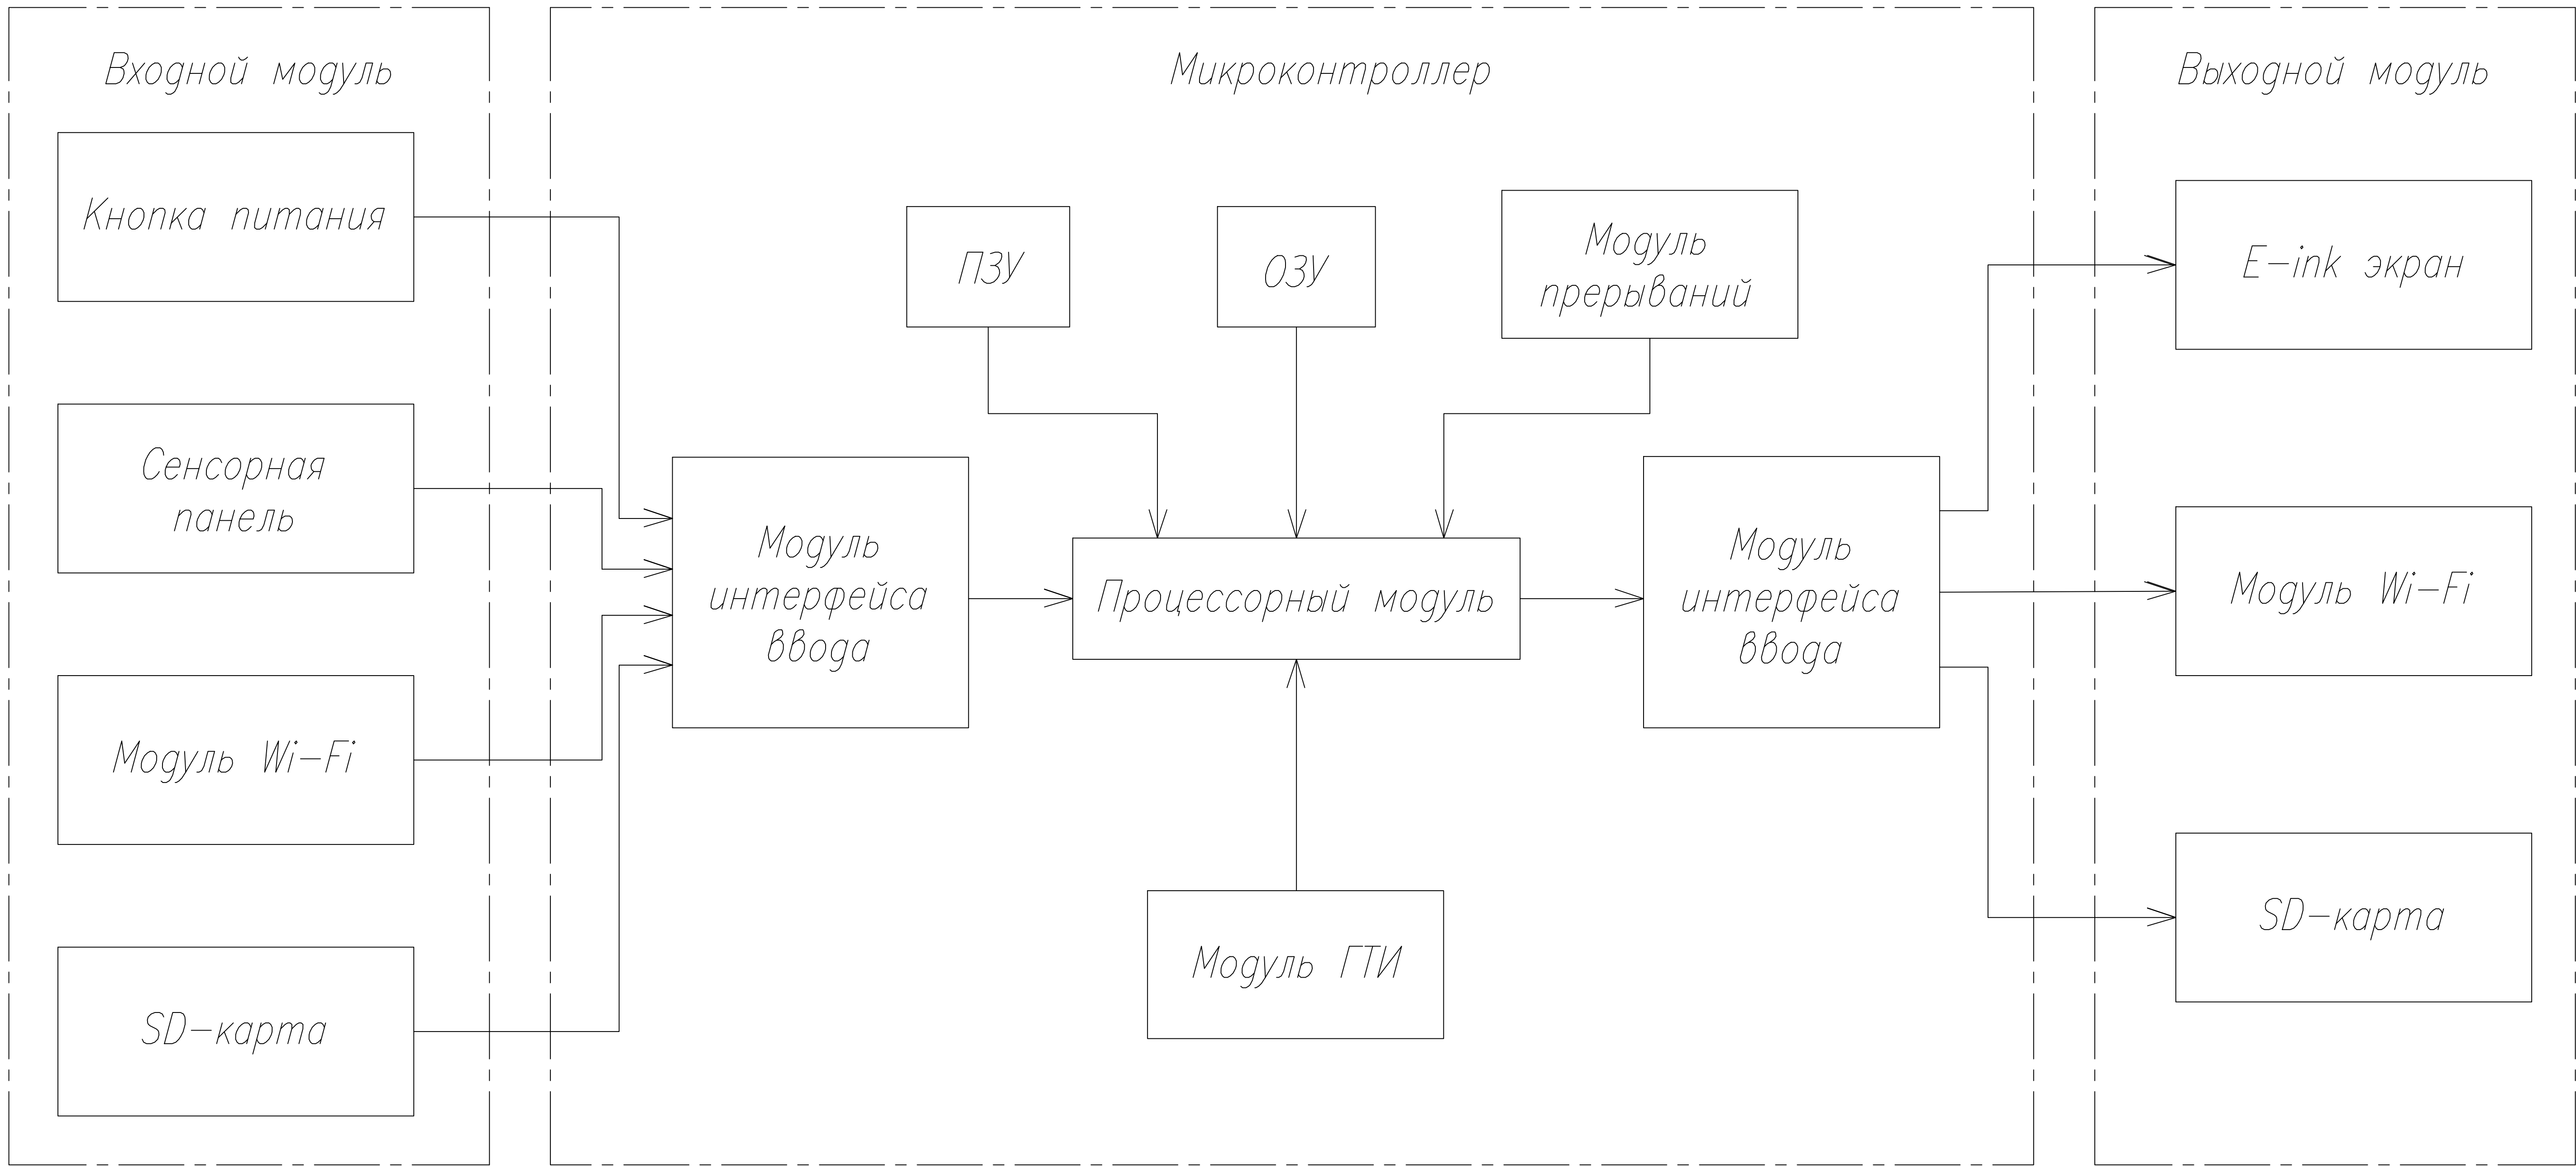 Входной модуль
Кнопка питания
Сенсорная
панель
Модуль Wi-Fi
SD-карта
Микроконтроллер
ПЗУ
ОЗУ
Модуль
прерываний
Модуль
интерфейса
ввода
Процессорный модуль
Модуль
интерфейса
ввода
Модуль ГТИ
Выходной модуль
E-ink экран
Модуль Wi-Fi
SD-карта